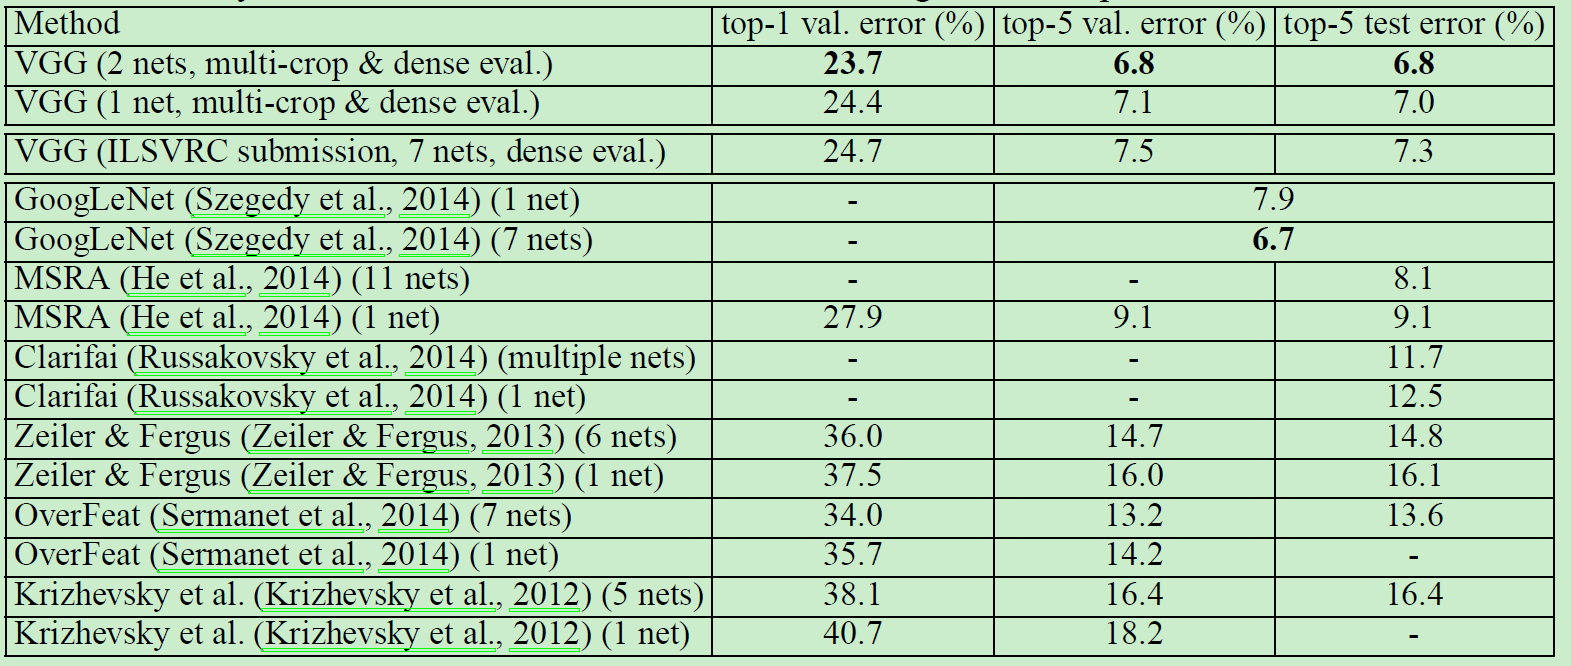 Method top-1 val. error (%) top-5 val. error (%) top-5 test error (%)
VGG (2 nets, multi-crop & dense eval.) 23.7 6.8 6.8
VGG (1 net, multi-crop & dense eval.) 24.4 7.1 7.0
VGG (ILSVRC submission, 7 nets, dense eval.) 24.7 7.5 7.3
GoogLeNet (Szegedy et al., 2014) (1 net) - 7.9
GoogLeNet (Szegedy et al., 2014) (7 nets) - 6.7
MSRA (He et al., 2014) (11 nets) - - 8.1
MSRA (He et al., 2014) (1 net) 27.9 9.1 9.1
Clarifai (Russakovsky et al., 2014) (multiple nets) - - 11.7
Clarifai (Russakovsky et al., 2014) (1 net) - - 12.5
Zeiler & Fergus (Zeiler & Fergus, 2013) (6 nets) 36.0 14.7 14.8
Zeiler & Fergus (Zeiler & Fergus, 2013) (1 net) 37.5 16.0 16.1
OverFeat (Sermanet et al., 2014) (7 nets) 34.0 13.2 13.6
OverFeat (Sermanet et al., 2014) (1 net) 35.7 14.2 -
Krizhevsky et al. (Krizhevsky et al., 2012) (5 nets) 38.1 16.4 16.4
Krizhevsky et al. (Krizhevsky et al., 2012) (1 net) 40.7 18.2 -